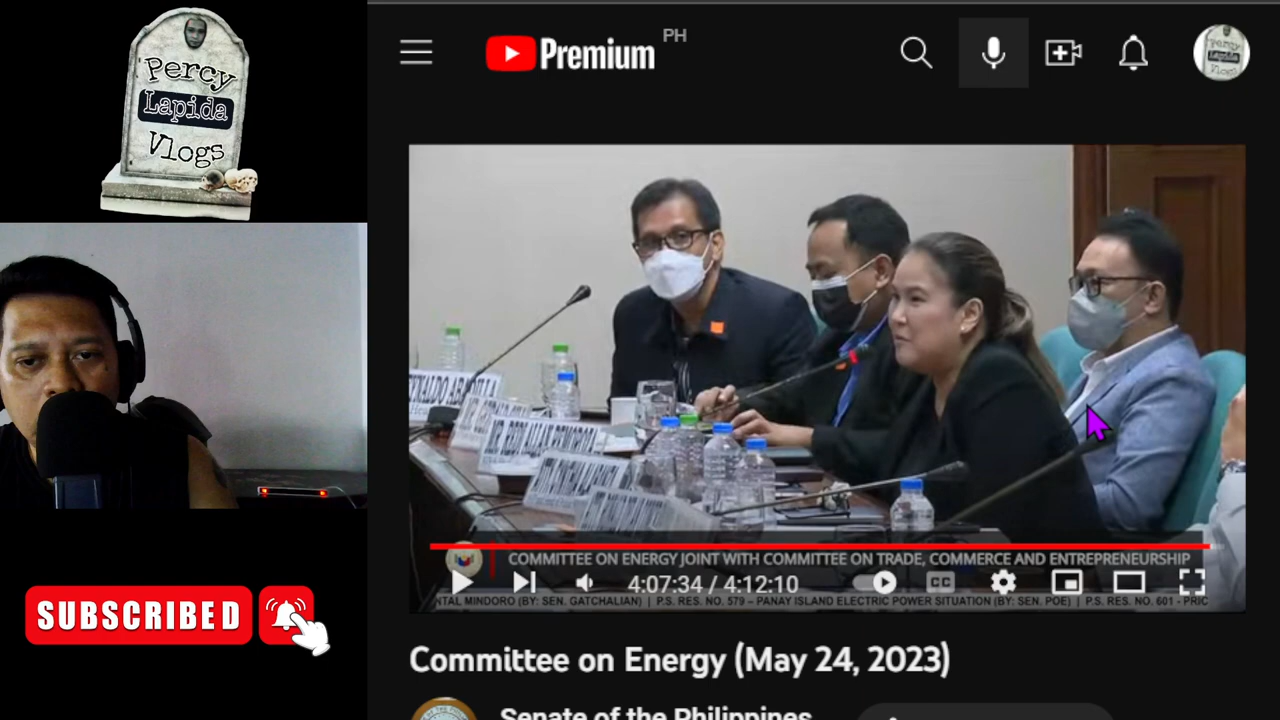 Percy
Lapida
Vlogs
SUBSCRIBED
Premium
PH
COMMITTEE ON ENERGY JOINT WITH COMMITTEE ON TRADE, COMMERCE AND ENTREPRENEURSHIP
4:07:34 / 4:12:10
CC
NTAL MINDORO (BY: SEN. GATCHALIAN) | P.S. RES. NO. 579 – PANAY ISLAND ELECTRIC POWER SITUATION (BY: SEN. POE) | P.S. RES. NO. 601 - PRIC
Committee on Energy (May 24, 2023)
Senate of the Philippines